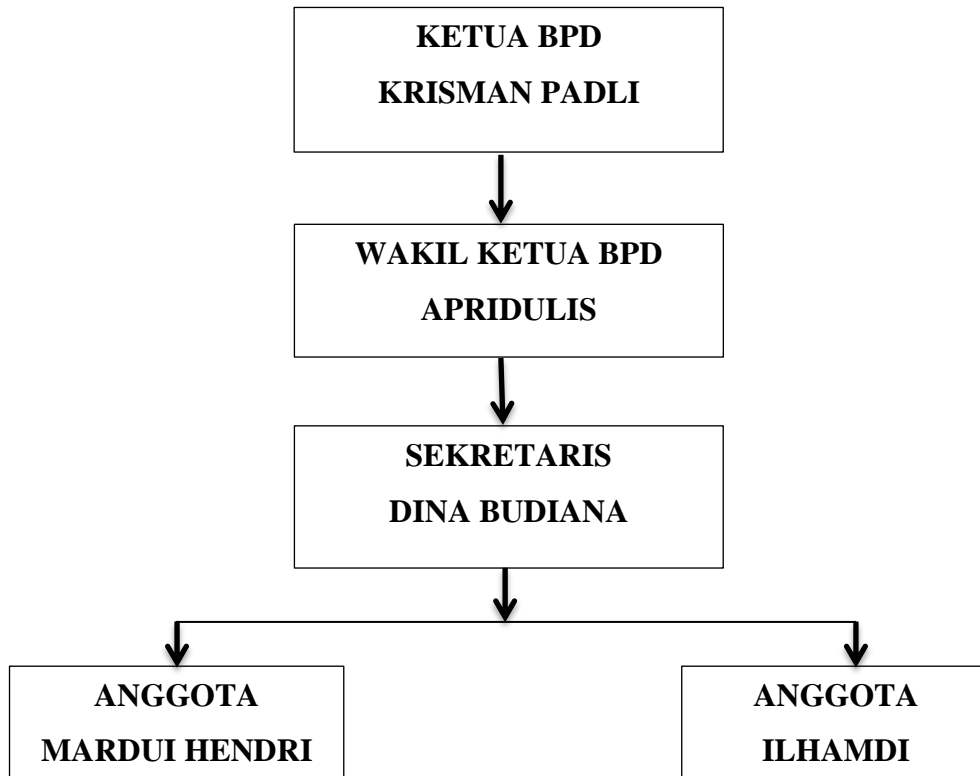 KETUA BPD
KRISMAN PADLI
WAKIL KETUA BPD
APRIDULIS
SEKRETARIS
DINA BUDIANA
ANGGOTA
MARDUI HENDRI
ANGGOTA
ILHAMDI